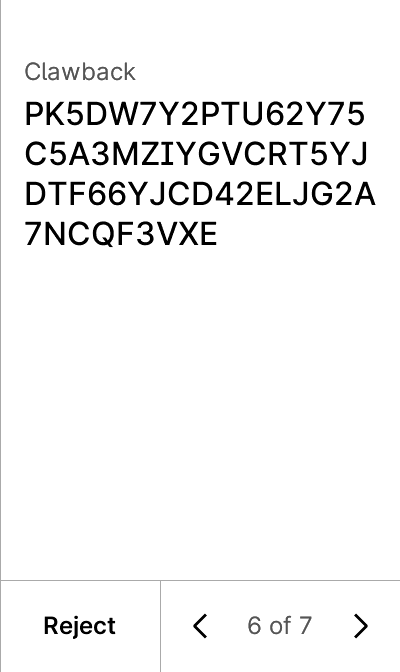 Clawback
PK5DW7Y2PTU62Y75
C5A3MZIYGVCRT5YJ
DTF66YJCD42ELJG2A
7NCQF3VXE
Reject
6 of 7